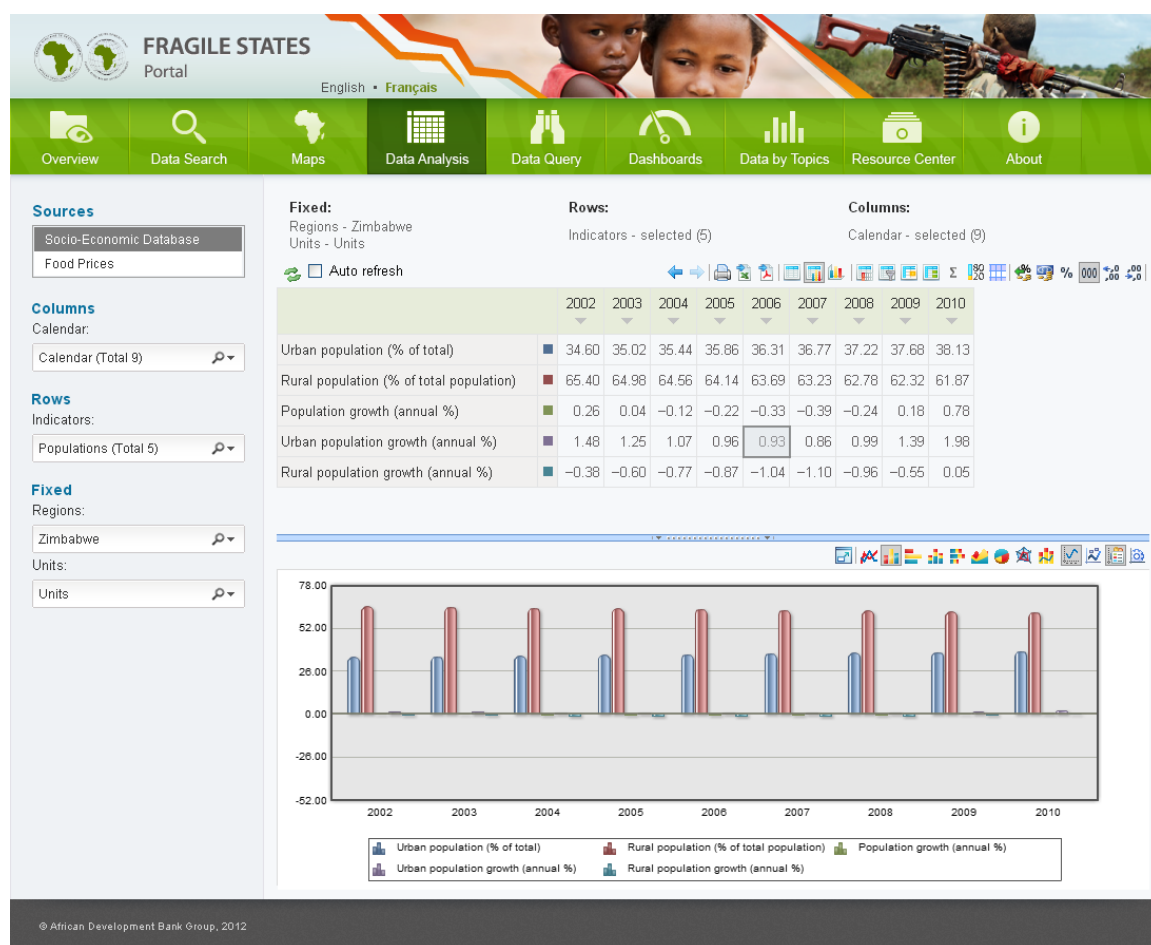 FRAGILE STATES
Portal
English • Français
Overview Data Search Maps Data Analysis Data Query Dashboards Data by Topics Resource Center About
Sources
Socio-Economic Database
Food Prices
Columns
Calendar:
Calendar (Total 9)
Rows
Indicators:
Populations (Total 5)
Fixed
Regions:
Zimbabwe
Units:
Units
Fixed: Rows: Columns:
Regions - Zimbabwe
Units - Units
Indicators - selected (5)
Calendar - selected (9)
Auto refresh
Σ % 000
2002 2003 2004 2005 2006 2007 2008 2009 2010
Urban population (% of total) 34.60 35.02 35.44 35.86 36.31 36.77 37.22 37.68 38.13
Rural population (% of total population) 65.40 64.98 64.56 64.14 63.69 63.23 62.78 62.32 61.87
Population growth (annual %) 0.26 0.04 −0.12 −0.22 −0.33 −0.39 −0.24 0.18 0.78
Urban population growth (annual %) 1.48 1.25 1.07 0.96 0.93 0.86 0.99 1.39 1.98
Rural population growth (annual %) −0.38 −0.60 −0.77 −0.87 −1.04 −1.10 −0.96 −0.55 0.05
78.00
52.00
26.00
0.00
-26.00
-52.00
2002 2003 2004 2005 2006 2007 2008 2009 2010
Urban population (% of total) Rural population (% of total population) Population growth (annual %)
Urban population growth (annual %) Rural population growth (annual %)
© African Development Bank Group, 2012